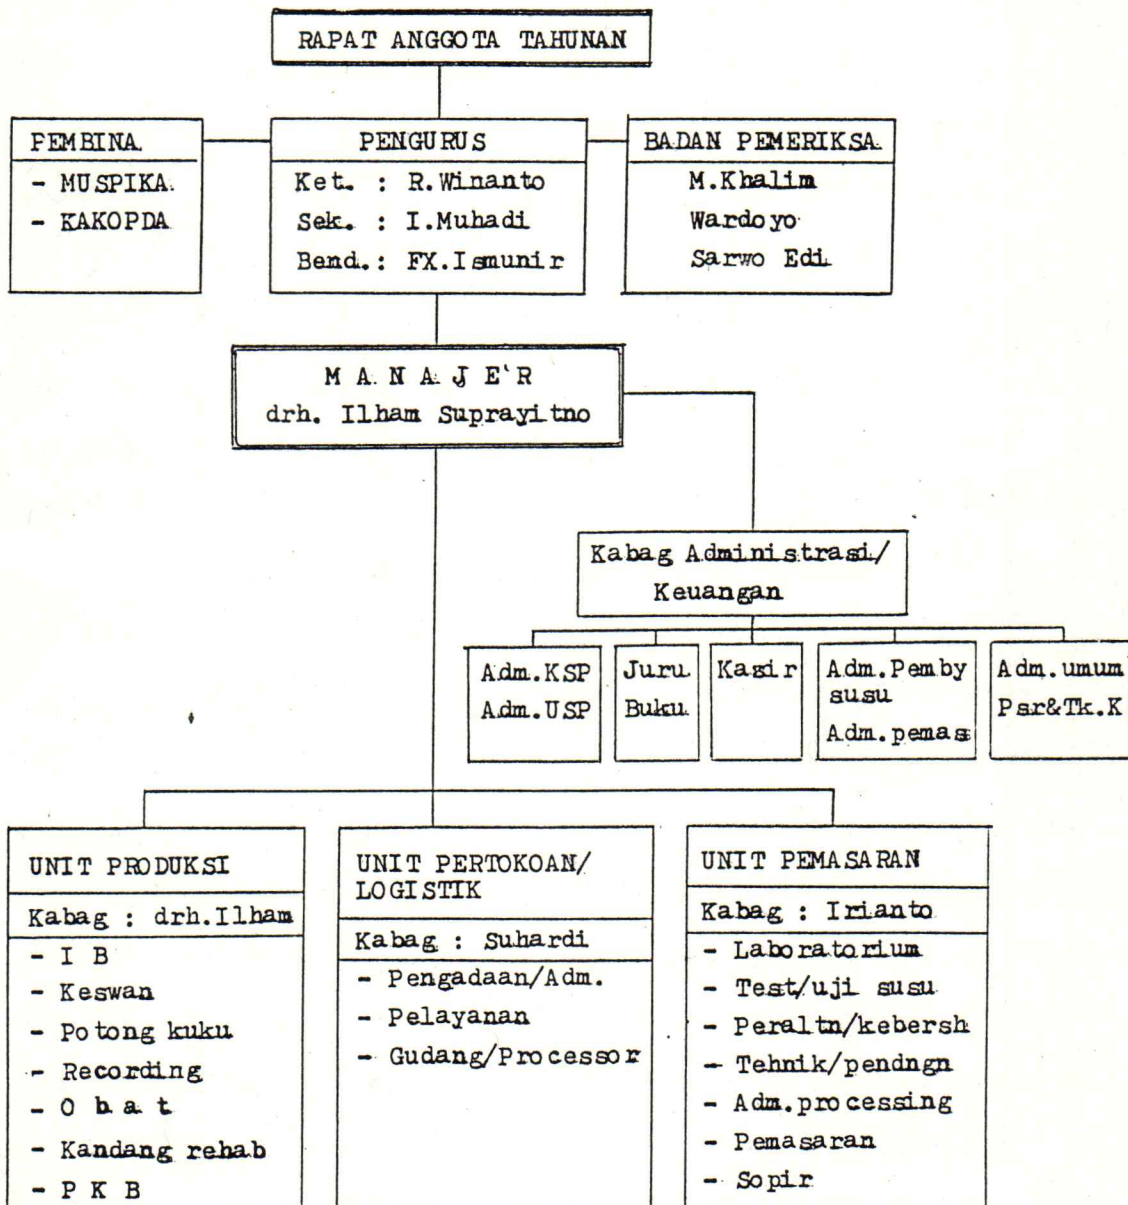 RAPAT ANGGOTA TAHUNAN
PEMBINA
- MUSPIKA
- KAKOPDA
PENGURUS
Ket. : R.Winanto
Sek. : I.Muhadi
Bend.: FX.Ismunir
BADAN PEMERIKSA
M.Khalim
Wardoyo
Sarwo Edi
M A N A J E R
drh. Ilham Suprayitno
Kabag Administrasi/
Keuangan
Adm.KSP
Adm.USP
Juru
Buku
Kasir
Adm.Pemby
susu
Adm.pemas
Adm.umum
Psr&Tk.K
UNIT PRODUKSI
Kabag : drh.Ilham
- I B
- Keswan
- Potong kuku
- Recording
- O b a t
- Kandang rehab
- P K B
UNIT PERTOKOAN/
LOGISTIK
Kabag : Suhardi
- Pengadaan/Adm.
- Pelayanan
- Gudang/Processor
UNIT PEMASARAN
Kabag : Irianto
- Laboratorium
- Test/uji susu
- Peraltn/kebersh
- Tehnik/pendngn
- Adm.processing
- Pemasaran
- Sopir